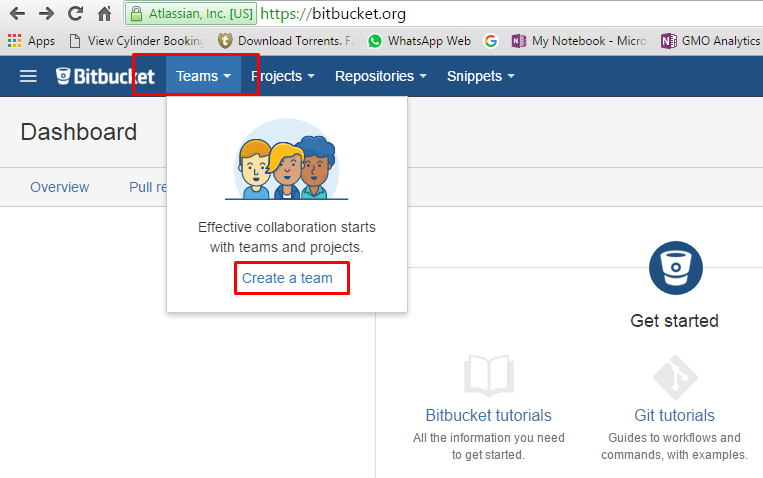 Atlassian, Inc. [US] https://bitbucket.org
Apps View Cylinder Booking Download Torrents. Fa WhatsApp Web My Notebook - Micro GMO Analytics
Bitbucket Teams Projects Repositories Snippets
Dashboard
Overview Pull re
Effective collaboration starts
with teams and projects.
Create a team
Get started
Bitbucket tutorials
All the information you need
to get started.
Git tutorials
Guides to workflows and
commands, with examples.